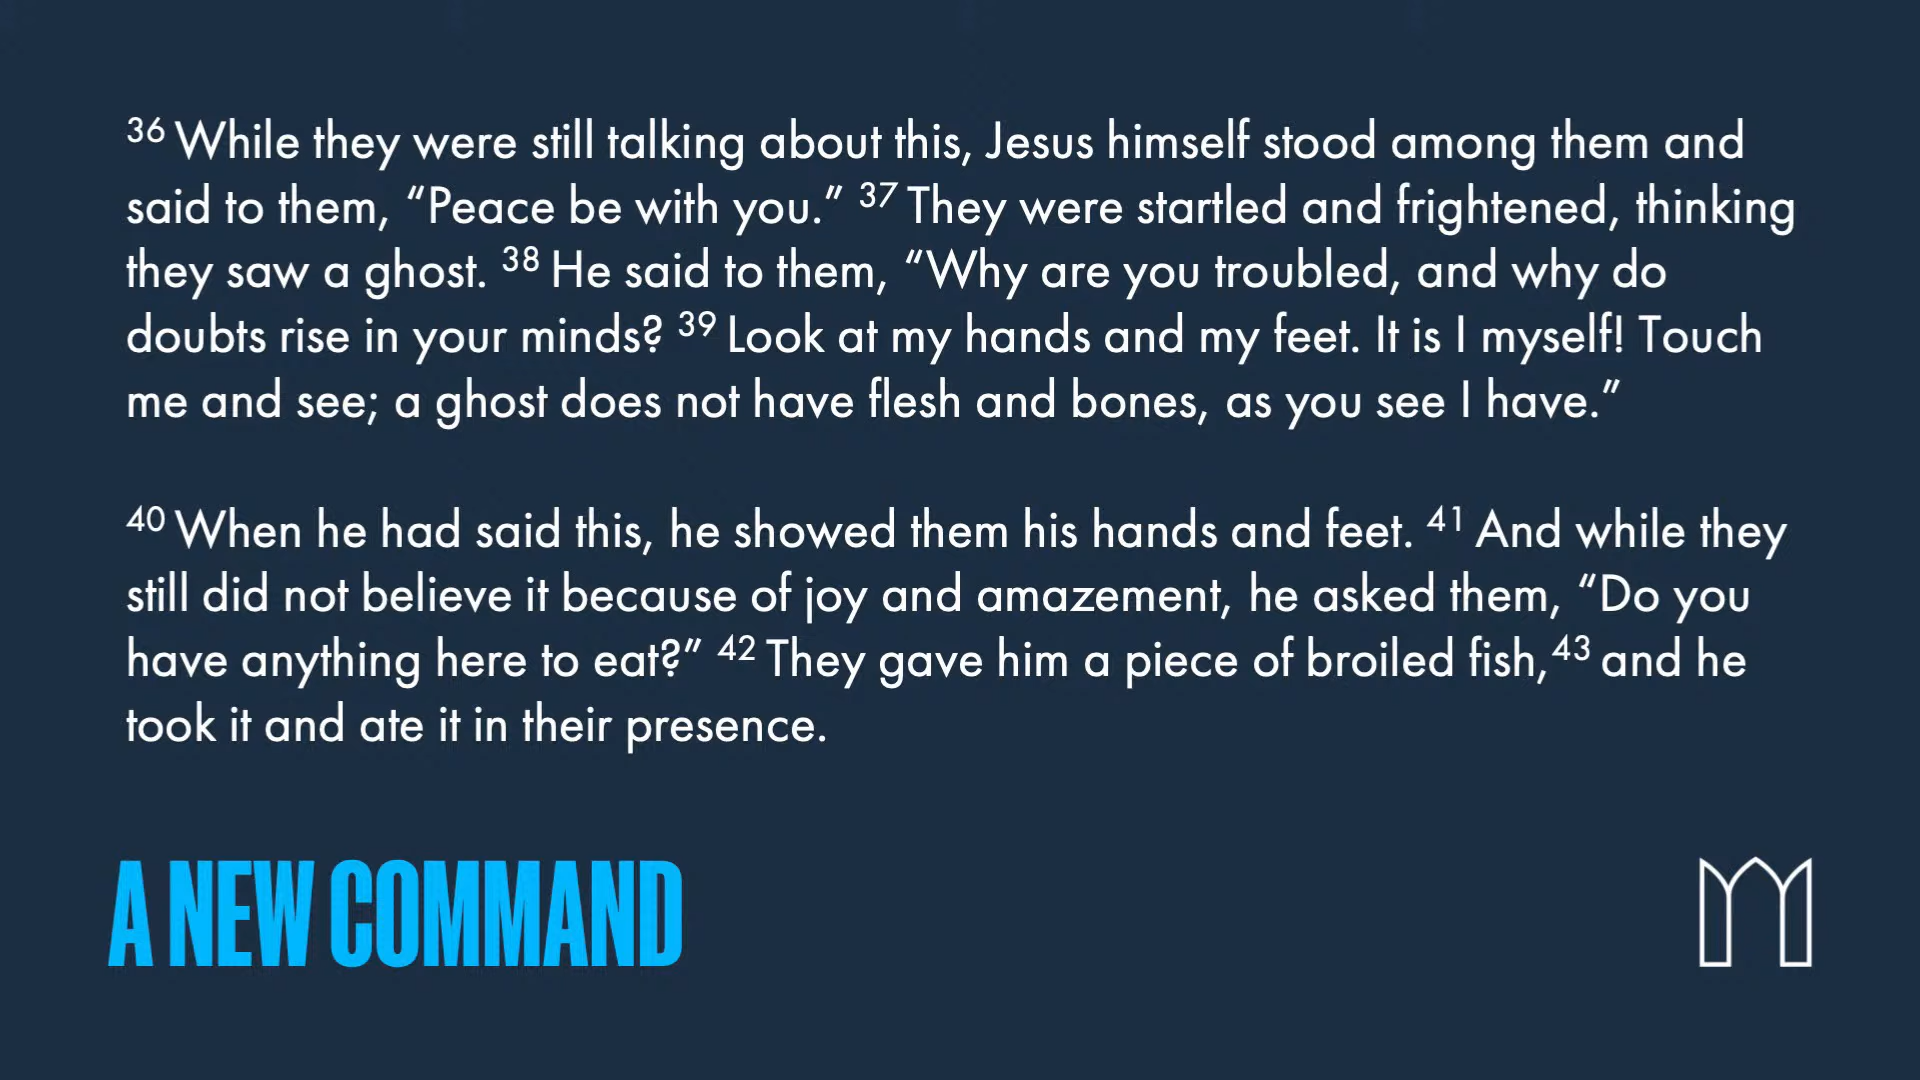 36 While they were still talking about this, Jesus himself stood among them and
said to them, “Peace be with you.” 37 They were startled and frightened, thinking
they saw a ghost. 38 He said to them, “Why are you troubled, and why do
doubts rise in your minds? 39 Look at my hands and my feet. It is I myself! Touch
me and see; a ghost does not have flesh and bones, as you see I have.”
40 When he had said this, he showed them his hands and feet. 41 And while they
still did not believe it because of joy and amazement, he asked them, “Do you
have anything here to eat?” 42 They gave him a piece of broiled fish,43 and he
took it and ate it in their presence.
A NEW COMMAND